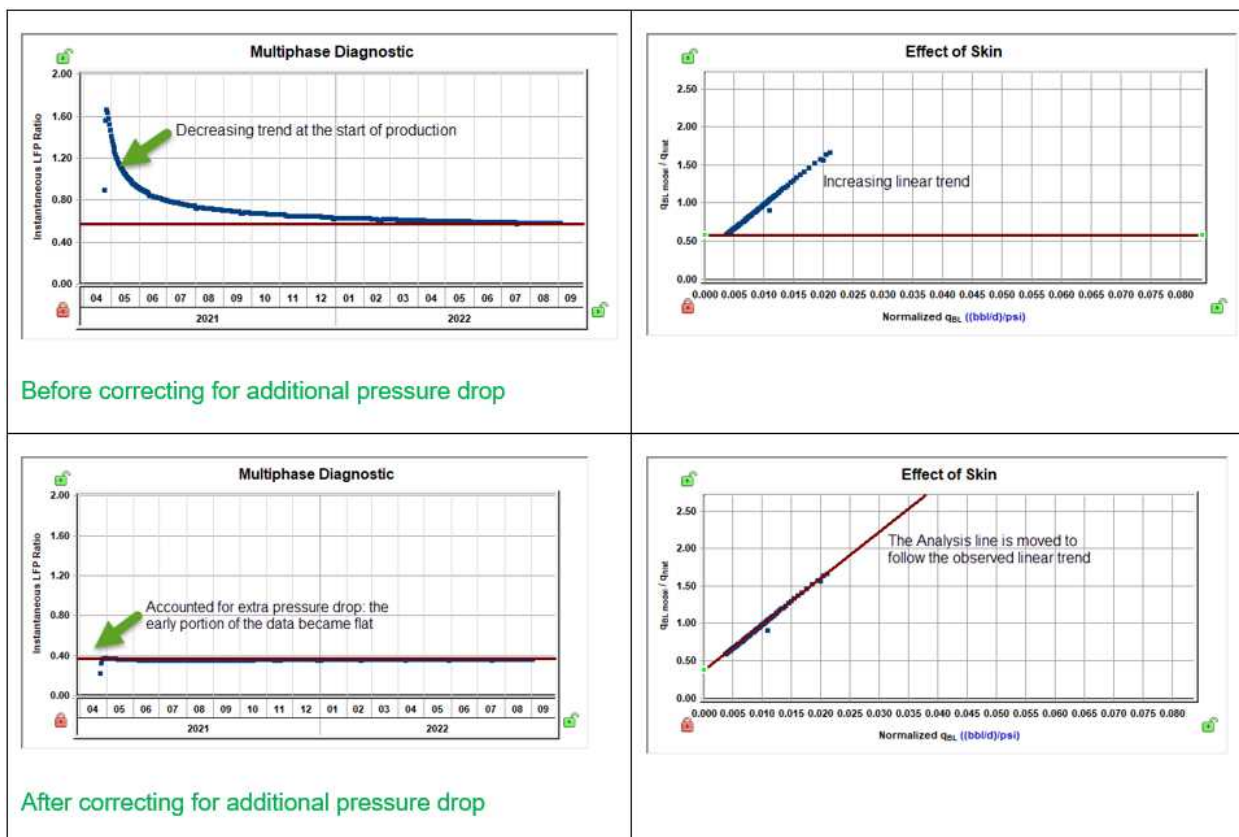 Multiphase Diagnostic
2.00
1.60
1.20
0.80
0.40
0.00
Instantaneous LFP Ratio
Decreasing trend at the start of production
04 05 06 07 08 09 10 11 12 01 02 03 04 05 06 07 08 09
2021 2022
Before correcting for additional pressure drop
Effect of Skin
2.50
2.00
1.50
1.00
0.50
0.00
qBL model / qhist
Increasing linear trend
0.000 0.005 0.010 0.015 0.020 0.025 0.030 0.035 0.040 0.045 0.050 0.055 0.060 0.065 0.070 0.075 0.080
Normalized qBL ((bbl/d)/psi)
Multiphase Diagnostic
2.00
1.60
1.20
0.80
0.40
0.00
Instantaneous LFP Ratio
Accounted for extra pressure drop: the
early portion of the data became flat
04 05 06 07 08 09 10 11 12 01 02 03 04 05 06 07 08 09
2021 2022
After correcting for additional pressure drop
Effect of Skin
2.50
2.00
1.50
1.00
0.50
0.00
qBL model / qhist
The Analysis line is moved to
follow the observed linear trend
0.000 0.005 0.010 0.015 0.020 0.025 0.030 0.035 0.040 0.045 0.050 0.055 0.060 0.065 0.070 0.075 0.080
Normalized qBL ((bbl/d)/psi)